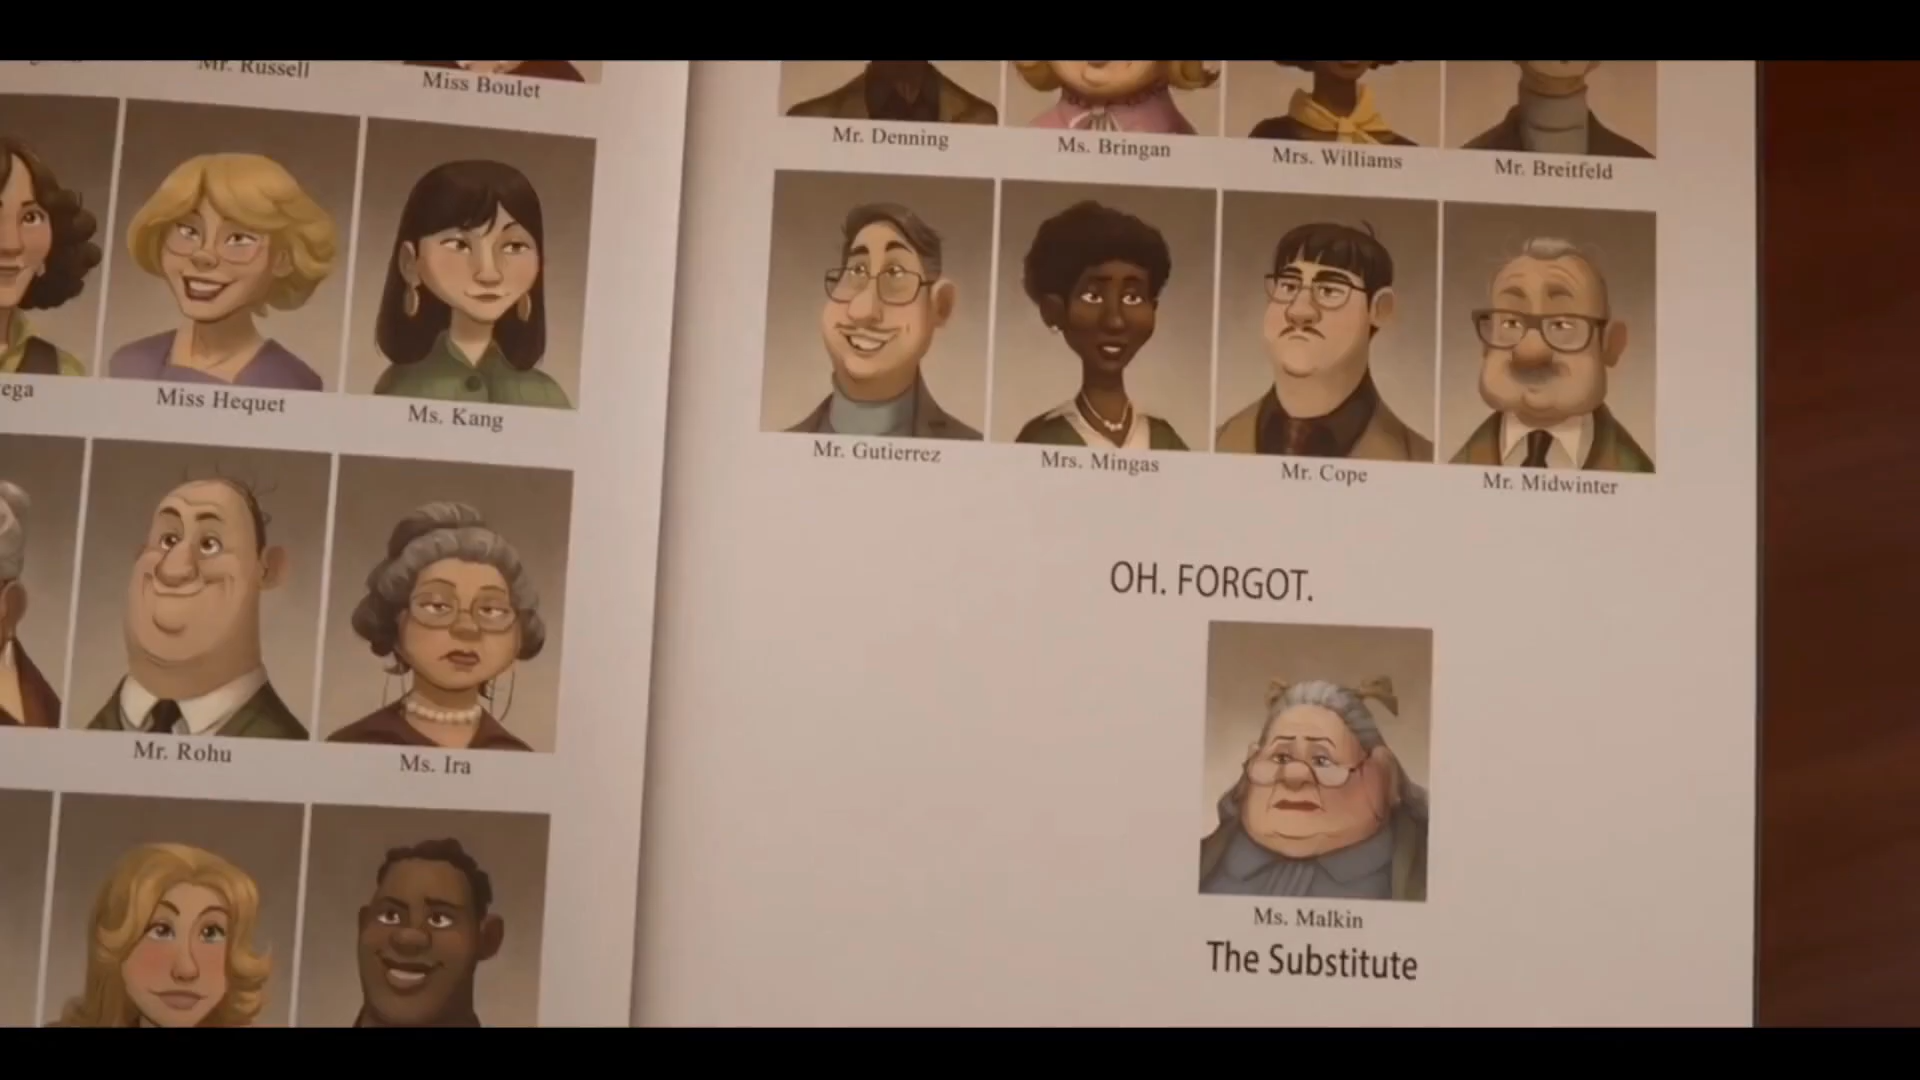 Mr. Russell
Miss Boulet
ega
Miss Hequet
Ms. Kang
Mr. Rohu
Ms. Ira
Mr. Denning
Ms. Bringan
Mrs. Williams
Mr. Breitfeld
Mr. Gutierrez
Mrs. Mingas
Mr. Cope
Mr. Midwinter
OH. FORGOT.
Ms. Malkin
The Substitute